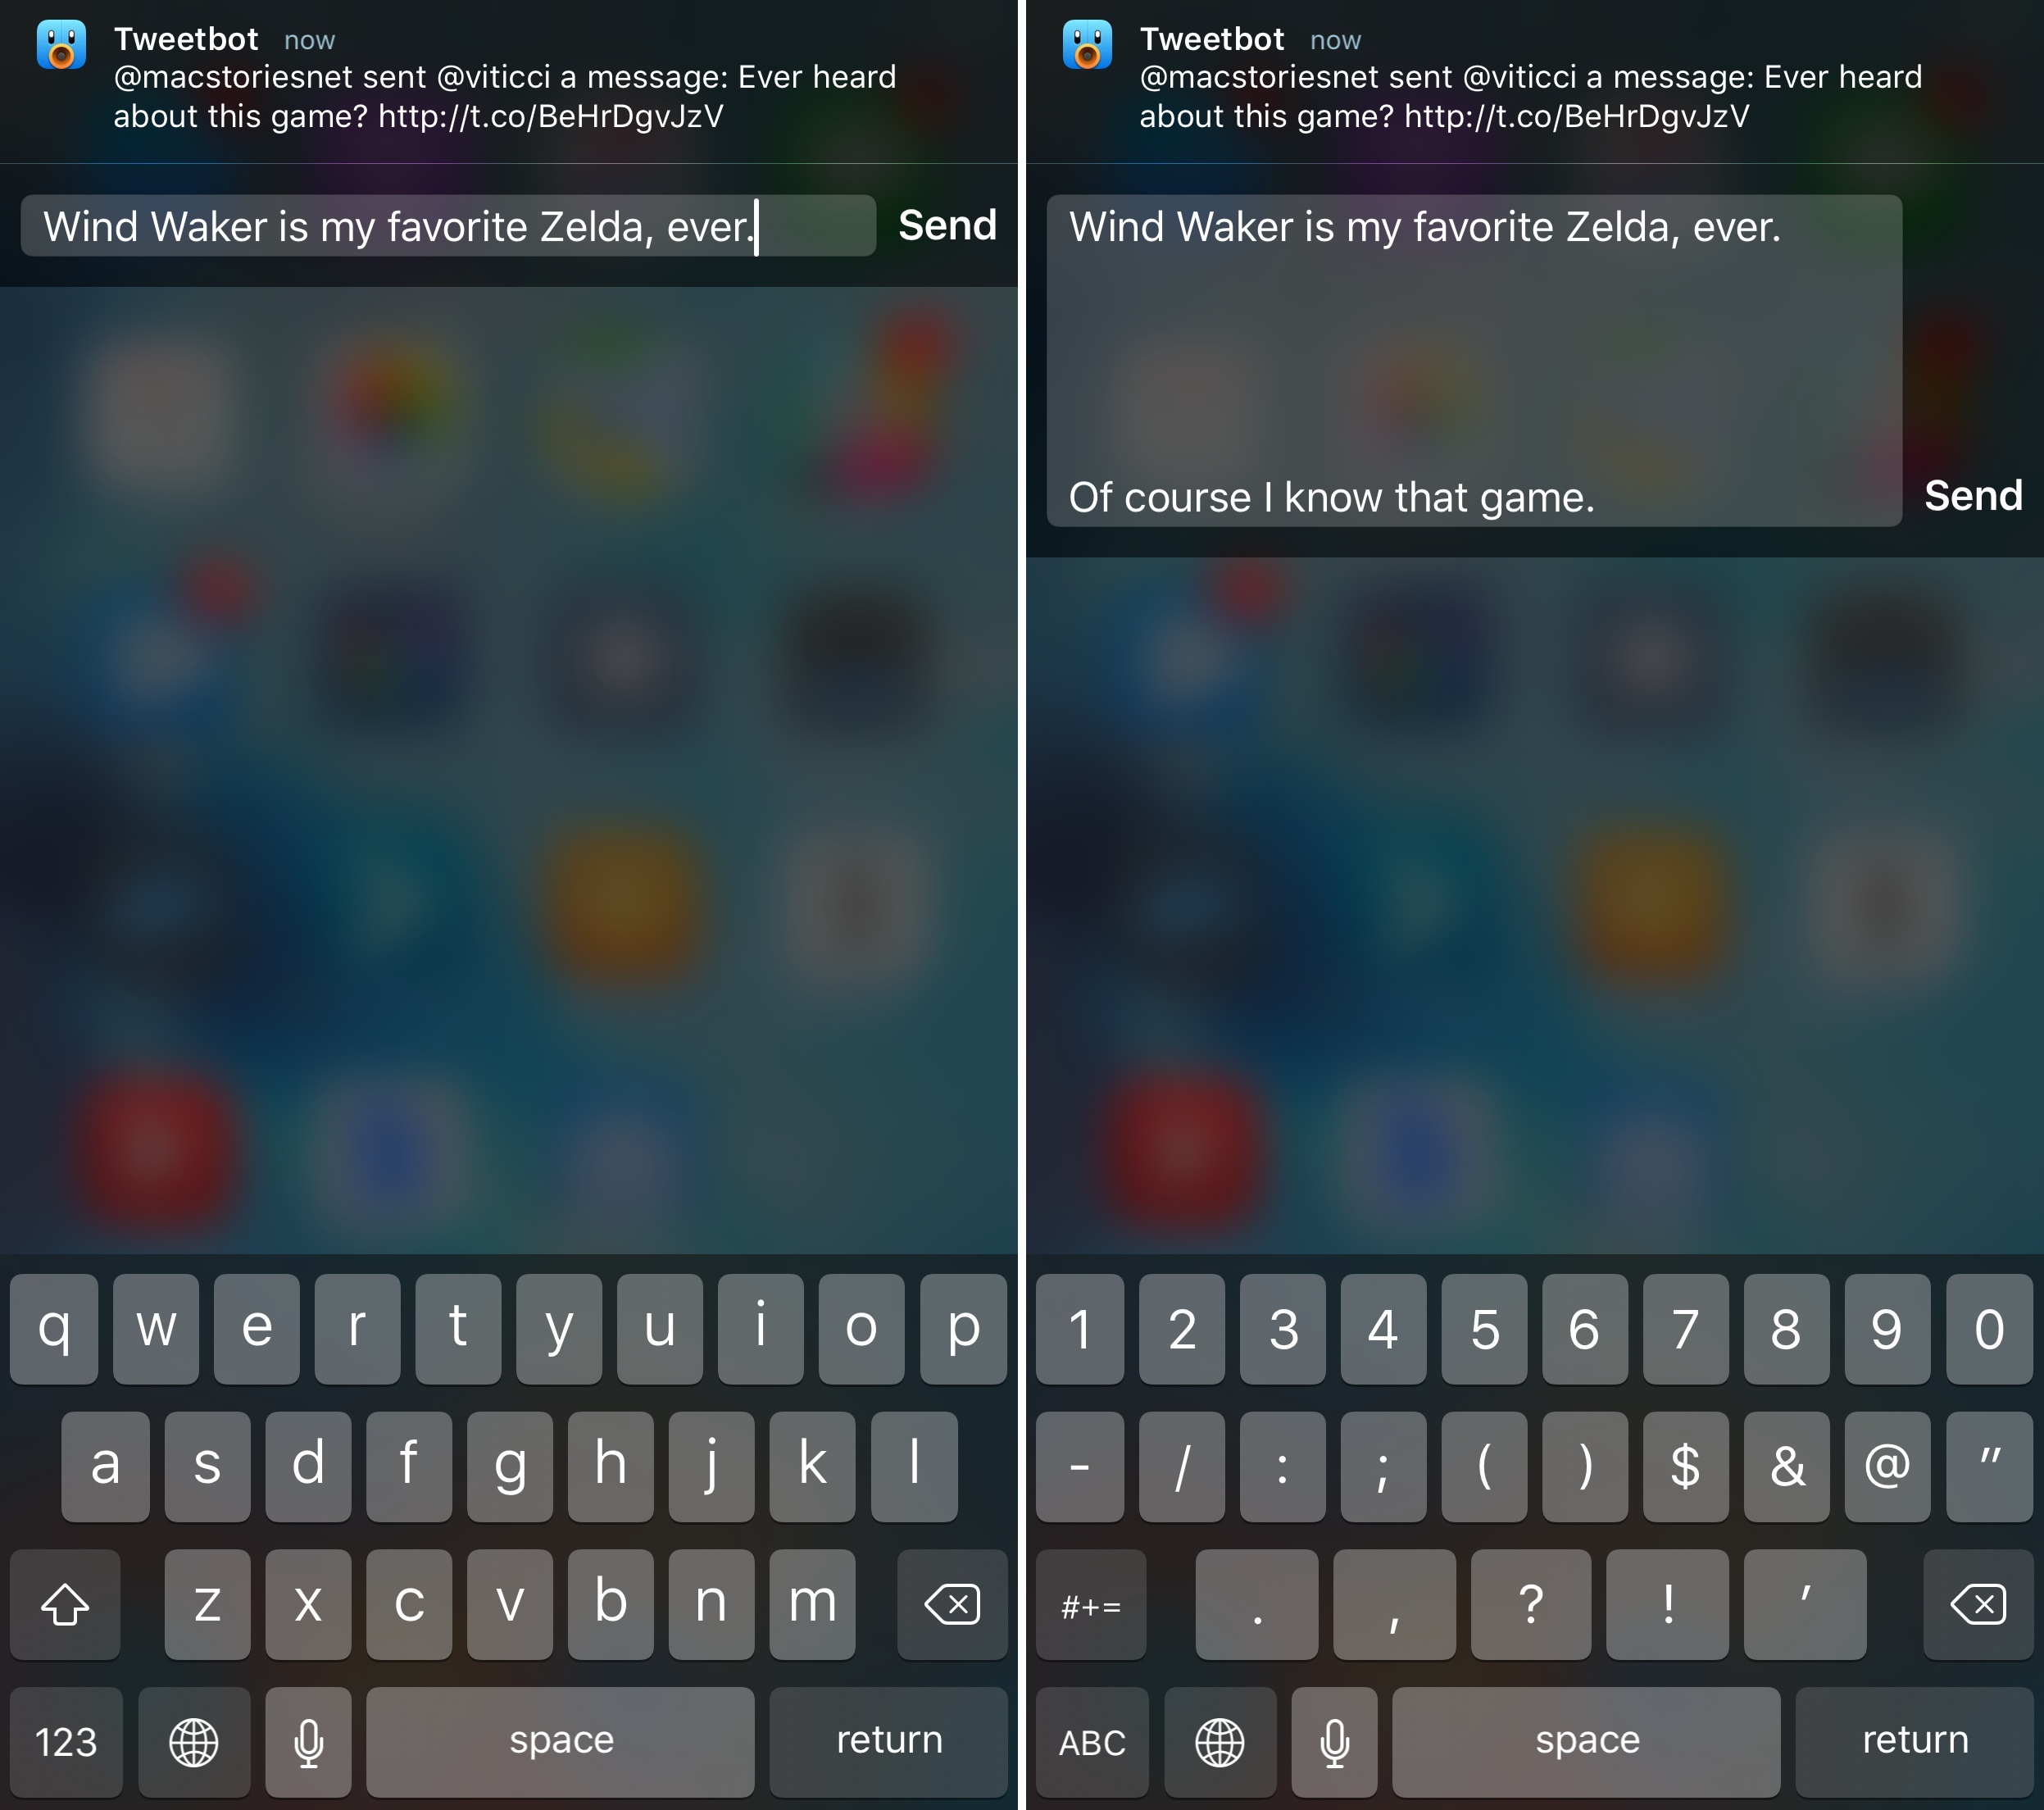 Tweetbot now
@macstoriesnet sent @viticci a message: Ever heard
about this game? http://t.co/BeHrDgvJzV
Wind Waker is my favorite Zelda, ever.
Send
q w e r t y u i o p
a s d f g h j k l
z x c v b n m
123 space return
Tweetbot now
@macstoriesnet sent @viticci a message: Ever heard
about this game? http://t.co/BeHrDgvJzV
Wind Waker is my favorite Zelda, ever.
Of course I know that game.
Send
1 2 3 4 5 6 7 8 9 0
- / : ; ( ) $ & @ "
#+= . , ? ! '
ABC space return